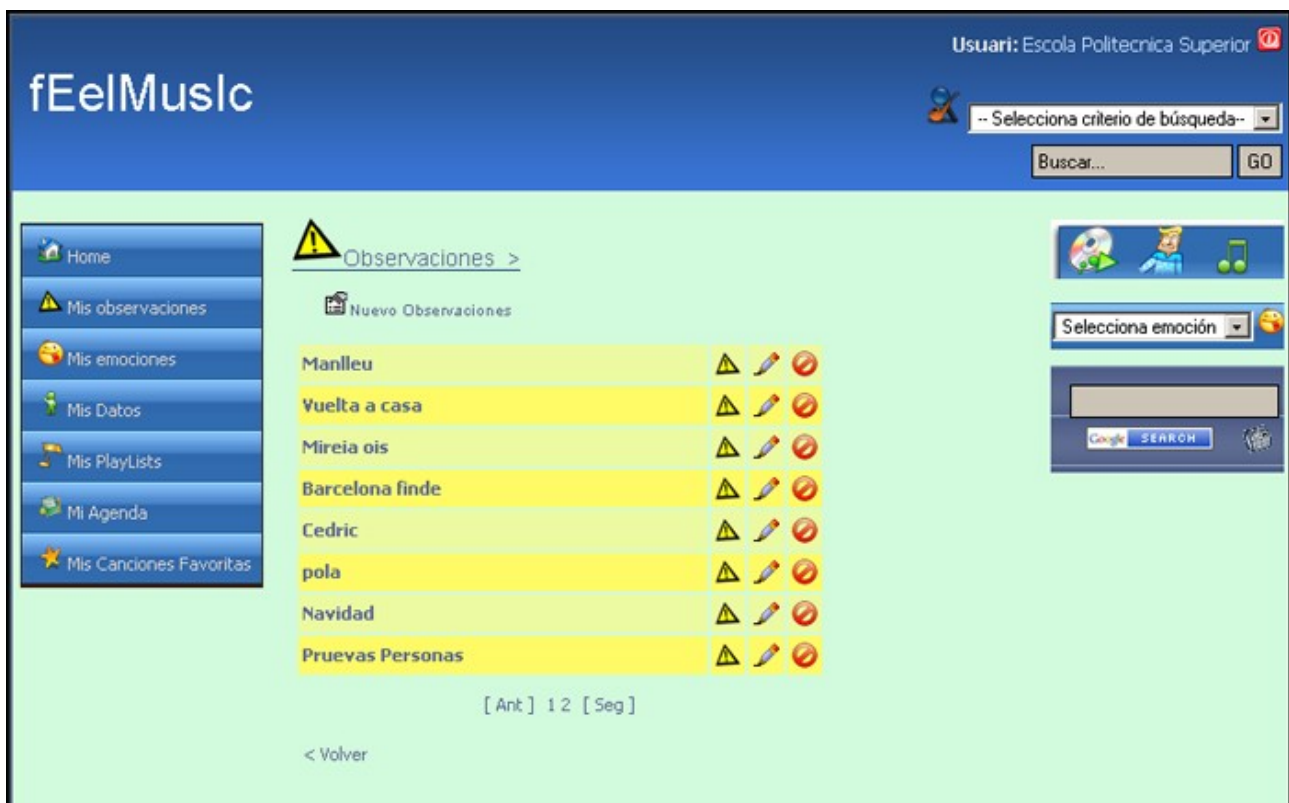 Usuari: Escola Politecnica Superior
fEelMusIc
-- Selecciona criterio de búsqueda--
Buscar... GO
Home
Mis observaciones
Mis emociones
Mis Datos
Mis PlayLists
Mi Agenda
Mis Canciones Favoritas
Observaciones >
Nuevo Observaciones
Manlleu
Vuelta a casa
Mireia ois
Barcelona finde
Cedric
pola
Navidad
Pruevas Personas
[ Ant ] 1 2 [ Seg ]
< Volver
Selecciona emoción
Google SEARCH